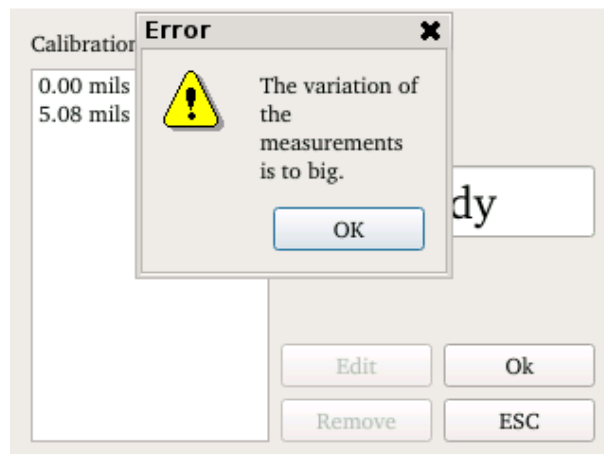 Error
Calibration
0.00 mils
5.08 mils
The variation of
the
measurements
is to big.
OK
Edit
Ok
Remove
ESC